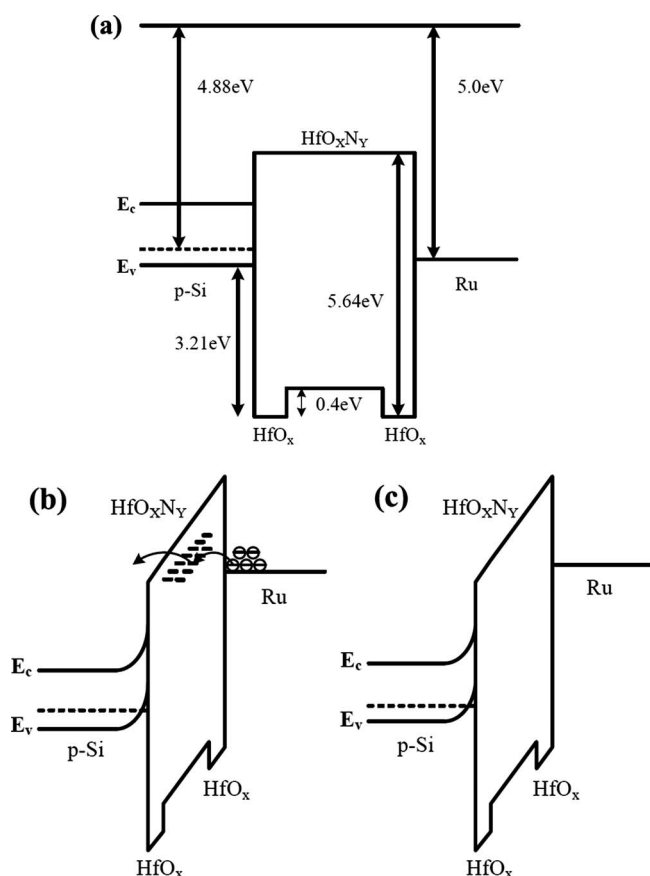 (a)
4.88eV
5.0eV
HfOXNY
Ec
Ev
p-Si
Ru
5.64eV
3.21eV
0.4eV
HfOx
HfOx
(b)
HfOXNY
Ru
Ec
Ev
p-Si
HfOx
HfOx
(c)
HfOXNY
Ru
Ec
Ev
p-Si
HfOx
HfOx